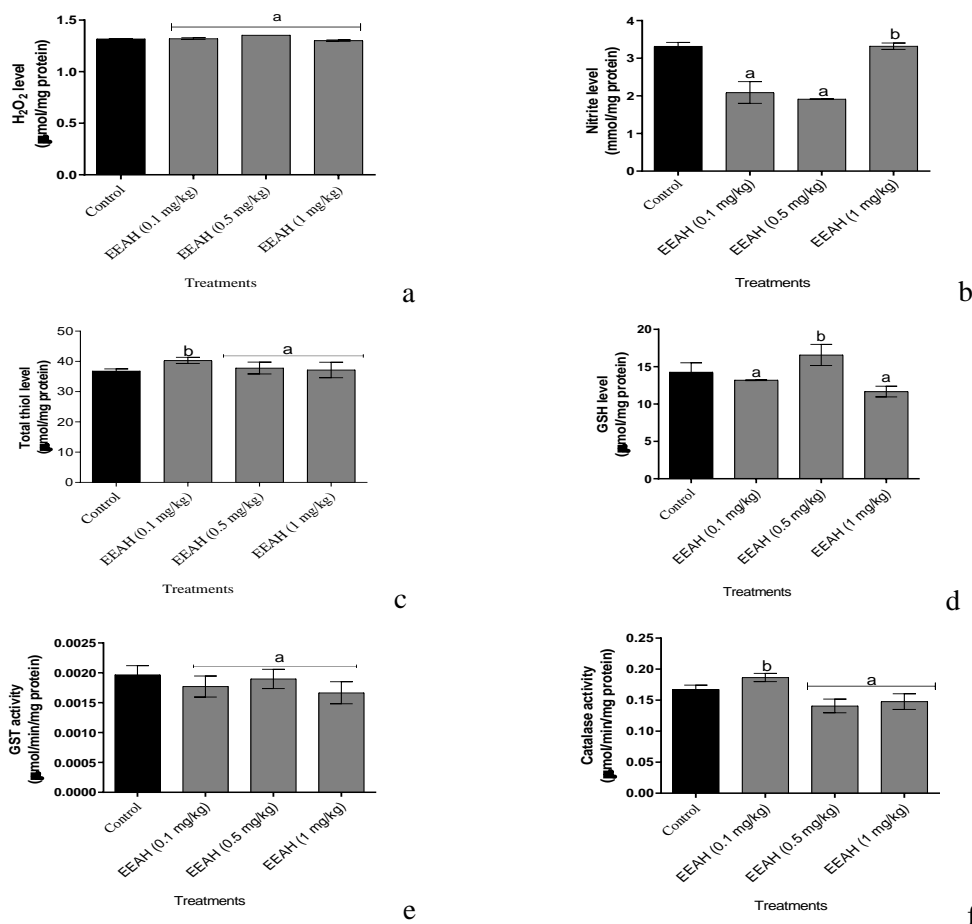 a
1.5
1.0
0.5
0.0
H₂O₂ level
(µmol/mg protein)
Control
EEAH (0.1 mg/kg)
EEAH (0.5 mg/kg)
EEAH (1 mg/kg)
Treatments
a
4
3
2
1
0
Nitrite level
(mmol/mg protein)
a
a
b
Control
EEAH (0.1 mg/kg)
EEAH (0.5 mg/kg)
EEAH (1 mg/kg)
Treatments
b
50
40
30
20
10
0
Total thiol level
(µmol/mg protein)
b
a
Control
EEAH (0.1 mg/kg)
EEAH (0.5 mg/kg)
EEAH (1 mg/kg)
Treatments
c
20
15
10
5
0
GSH level
(µmol/mg protein)
a
b
a
Control
EEAH (0.1 mg/kg)
EEAH (0.5 mg/kg)
EEAH (1 mg/kg)
Treatments
d
0.0025
0.0020
0.0015
0.0010
0.0005
0.0000
GST activity
(µmol/min/mg protein)
a
Control
EEAH (0.1 mg/kg)
EEAH (0.5 mg/kg)
EEAH (1 mg/kg)
Treatments
e
0.20
0.15
0.10
0.05
0.00
Catalase activity
(µmol/min/mg protein)
b
a
Control
EEAH (0.1 mg/kg)
EEAH (0.5 mg/kg)
EEAH (1 mg/kg)
Treatments
f